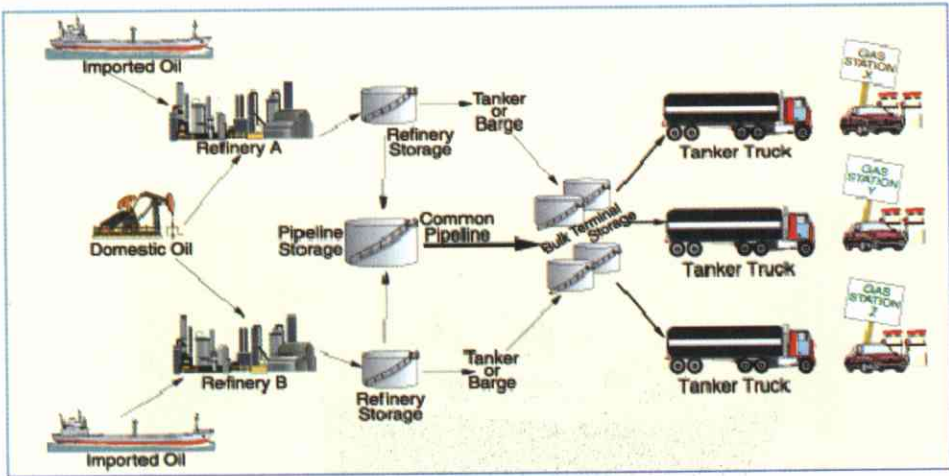 Imported Oil
Refinery A
Refinery
Storage
Tanker
or
Barge
Tanker Truck
GAS
STATION
X
Domestic Oil
Pipeline
Storage
Common
Pipeline
Bulk Terminal
Storage
Tanker Truck
GAS
STATION
Y
Refinery B
Refinery
Storage
Tanker
or
Barge
Tanker Truck
GAS
STATION
Z
Imported Oil